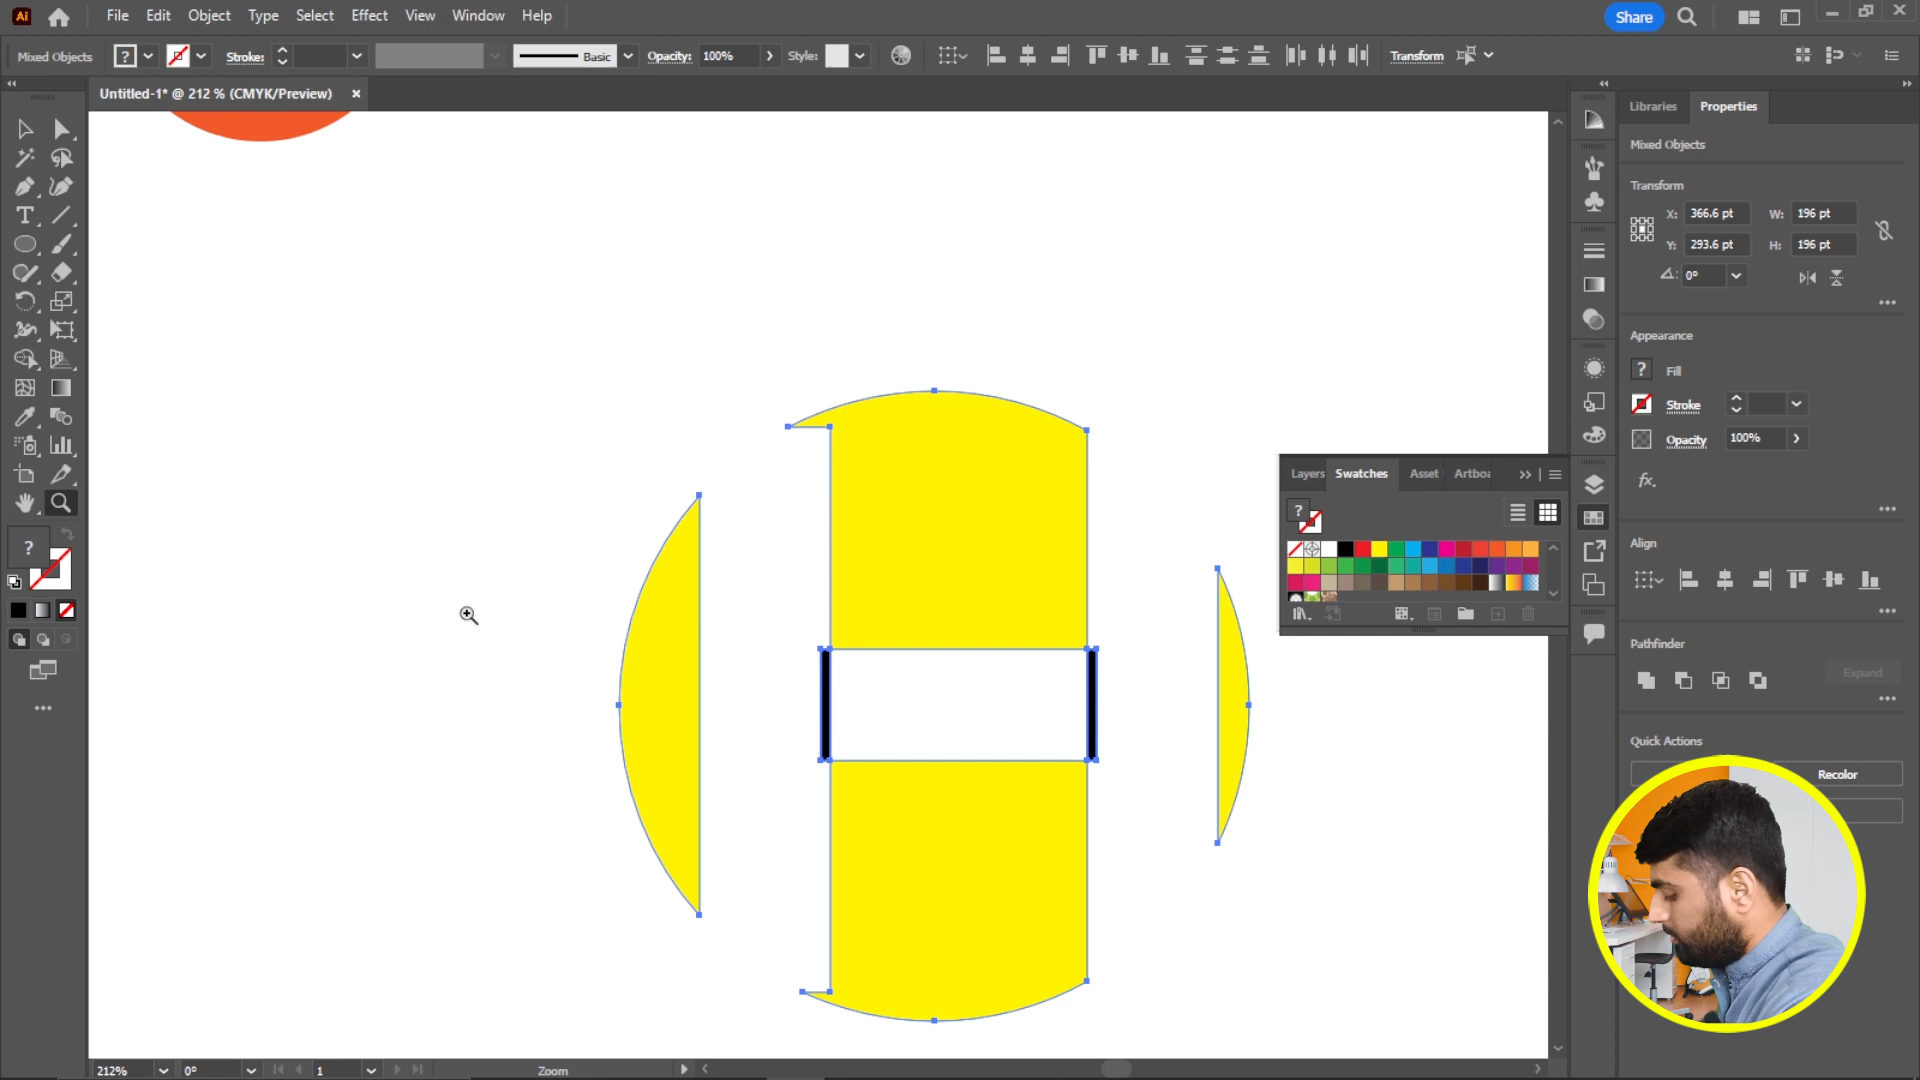 Ai File Edit Object Type Select Effect View Window Help Share
Mixed Objects ? Stroke: Basic Opacity: 100% Style: Transform
Untitled-1* @ 212 % (CMYK/Preview) ×
Libraries Properties
Mixed Objects
Transform
X: 366.6 pt W: 196 pt
Y: 293.6 pt H: 196 pt
0°
Appearance
? Fill
Stroke
Opacity 100%
fx.
Layers Swatches Asset Artboa
?
Align
Pathfinder
Expand
Quick Actions
Recolor
T
?
212% 0° 1 Zoom